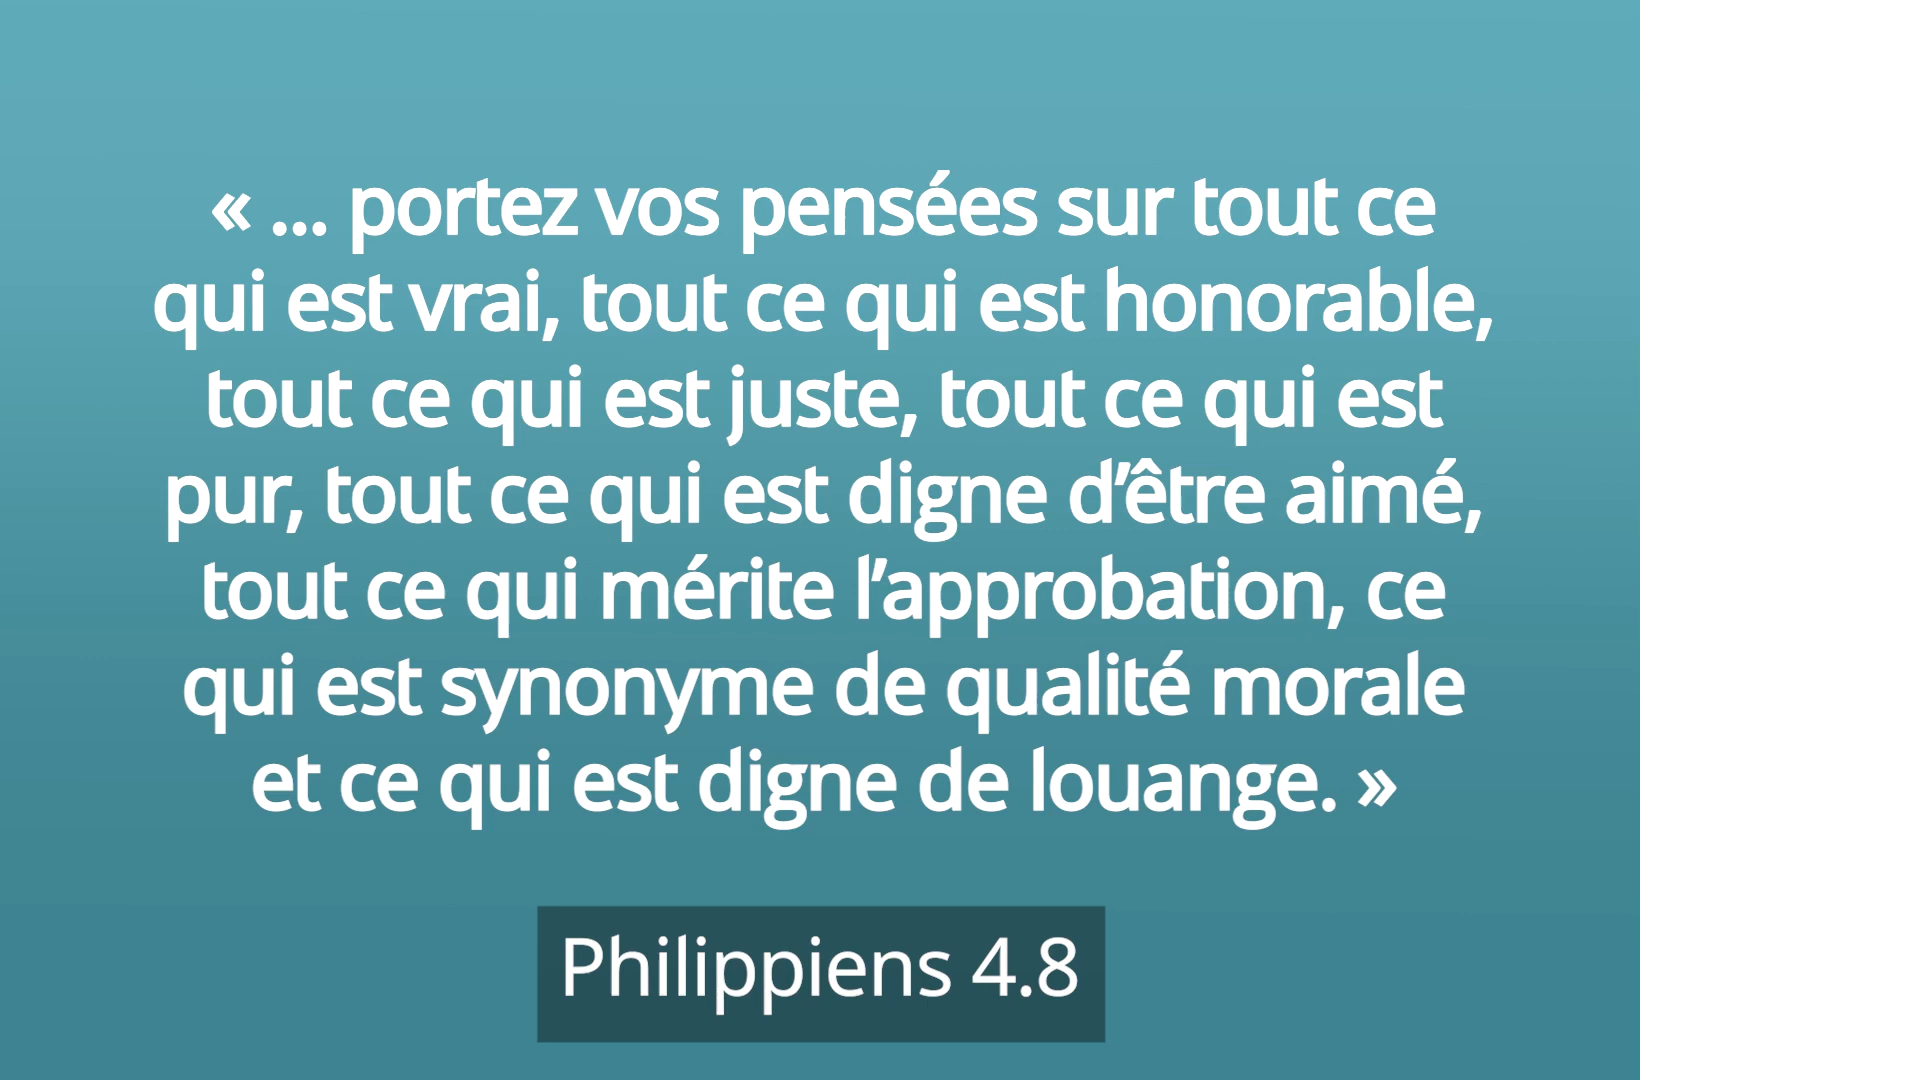 « ... portez vos pensées sur tout ce
qui est vrai, tout ce qui est honorable,
tout ce qui est juste, tout ce qui est
pur, tout ce qui est digne d’être aimé,
tout ce qui mérite l’approbation, ce
qui est synonyme de qualité morale
et ce qui est digne de louange. »
Philippiens 4.8